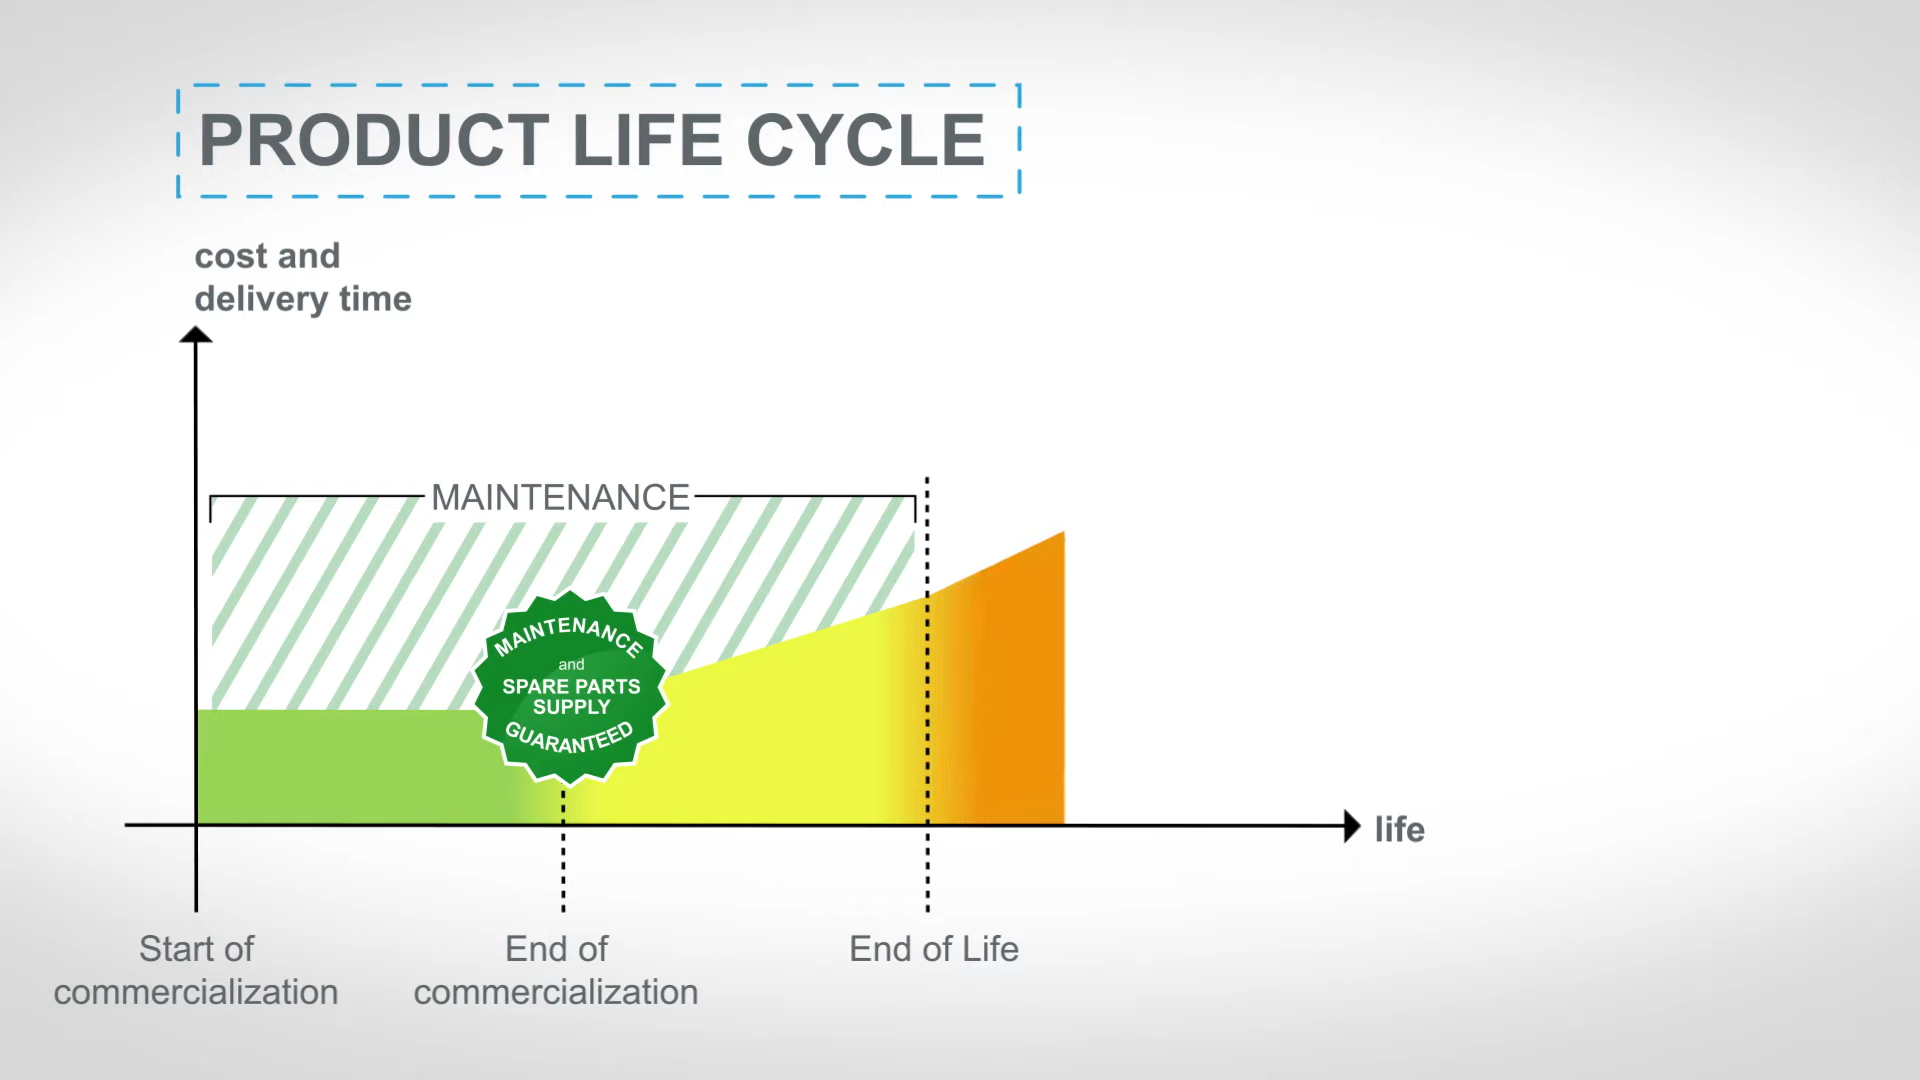 PRODUCT LIFE CYCLE
cost and
delivery time
MAINTENANCE
MAINTENANCE
and
SPARE PARTS
SUPPLY
GUARANTEED
life
Start of
commercialization
End of
commercialization
End of Life